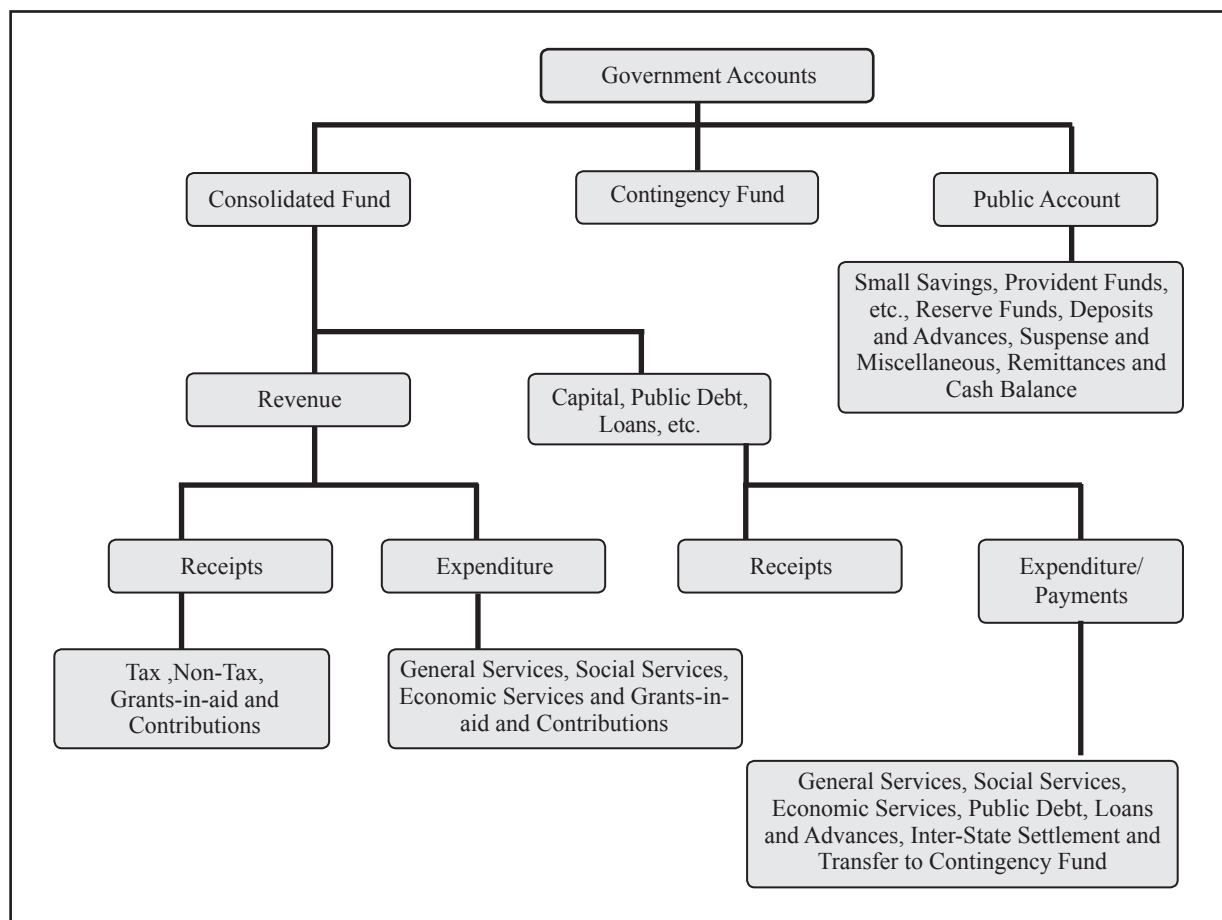 Government Accounts
Consolidated Fund
Contingency Fund
Public Account
Small Savings, Provident Funds,
etc., Reserve Funds, Deposits
and Advances, Suspense and
Miscellaneous, Remittances and
Cash Balance
Revenue
Capital, Public Debt,
Loans, etc.
Receipts
Expenditure
Receipts
Expenditure/
Payments
Tax ,Non-Tax,
Grants-in-aid and
Contributions
General Services, Social Services,
Economic Services and Grants-in-
aid and Contributions
General Services, Social Services,
Economic Services, Public Debt, Loans
and Advances, Inter-State Settlement and
Transfer to Contingency Fund